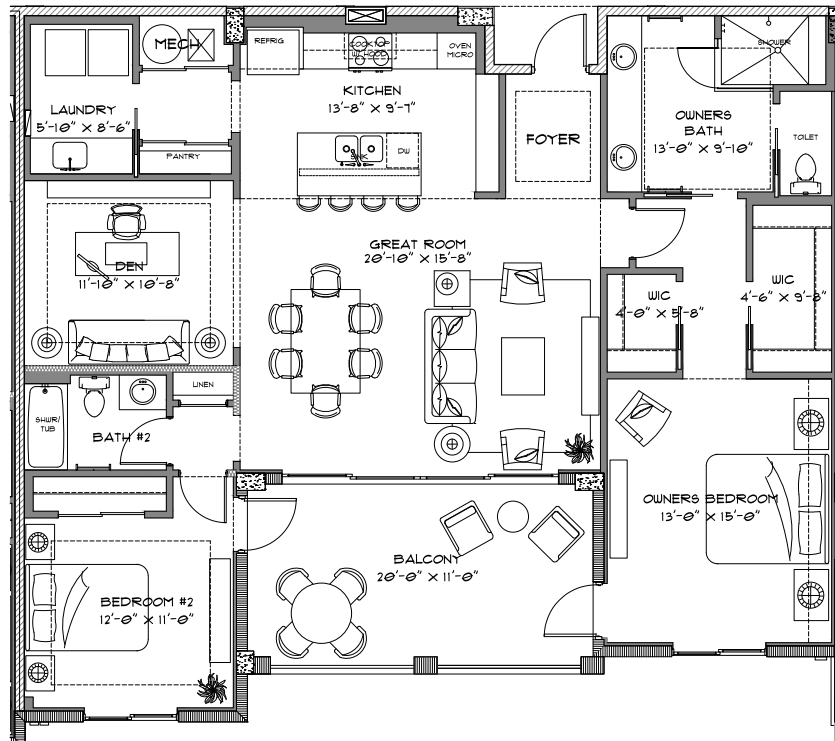 REFRIG
COOKTOP
W/ HOOD
OVEN
MICRO
MECH
SHOWER
KITCHEN
13'-8" X 9'-7"
LAUNDRY
5'-10" X 8'-6"
OWNERS
BATH
13'-0" X 9'-10"
TOILET
FOYER
PANTRY
SINK
DW
GREAT ROOM
20'-10" X 15'-8"
DEN
11'-10" X 10'-8"
WIC
4'-0" X 5'-8"
WIC
4'-6" X 9'-8"
LINEN
SHWR/
TUB
BATH #2
OWNERS BEDROOM
13'-0" X 15'-0"
BALCONY
20'-0" X 11'-0"
BEDROOM #2
12'-0" X 11'-0"